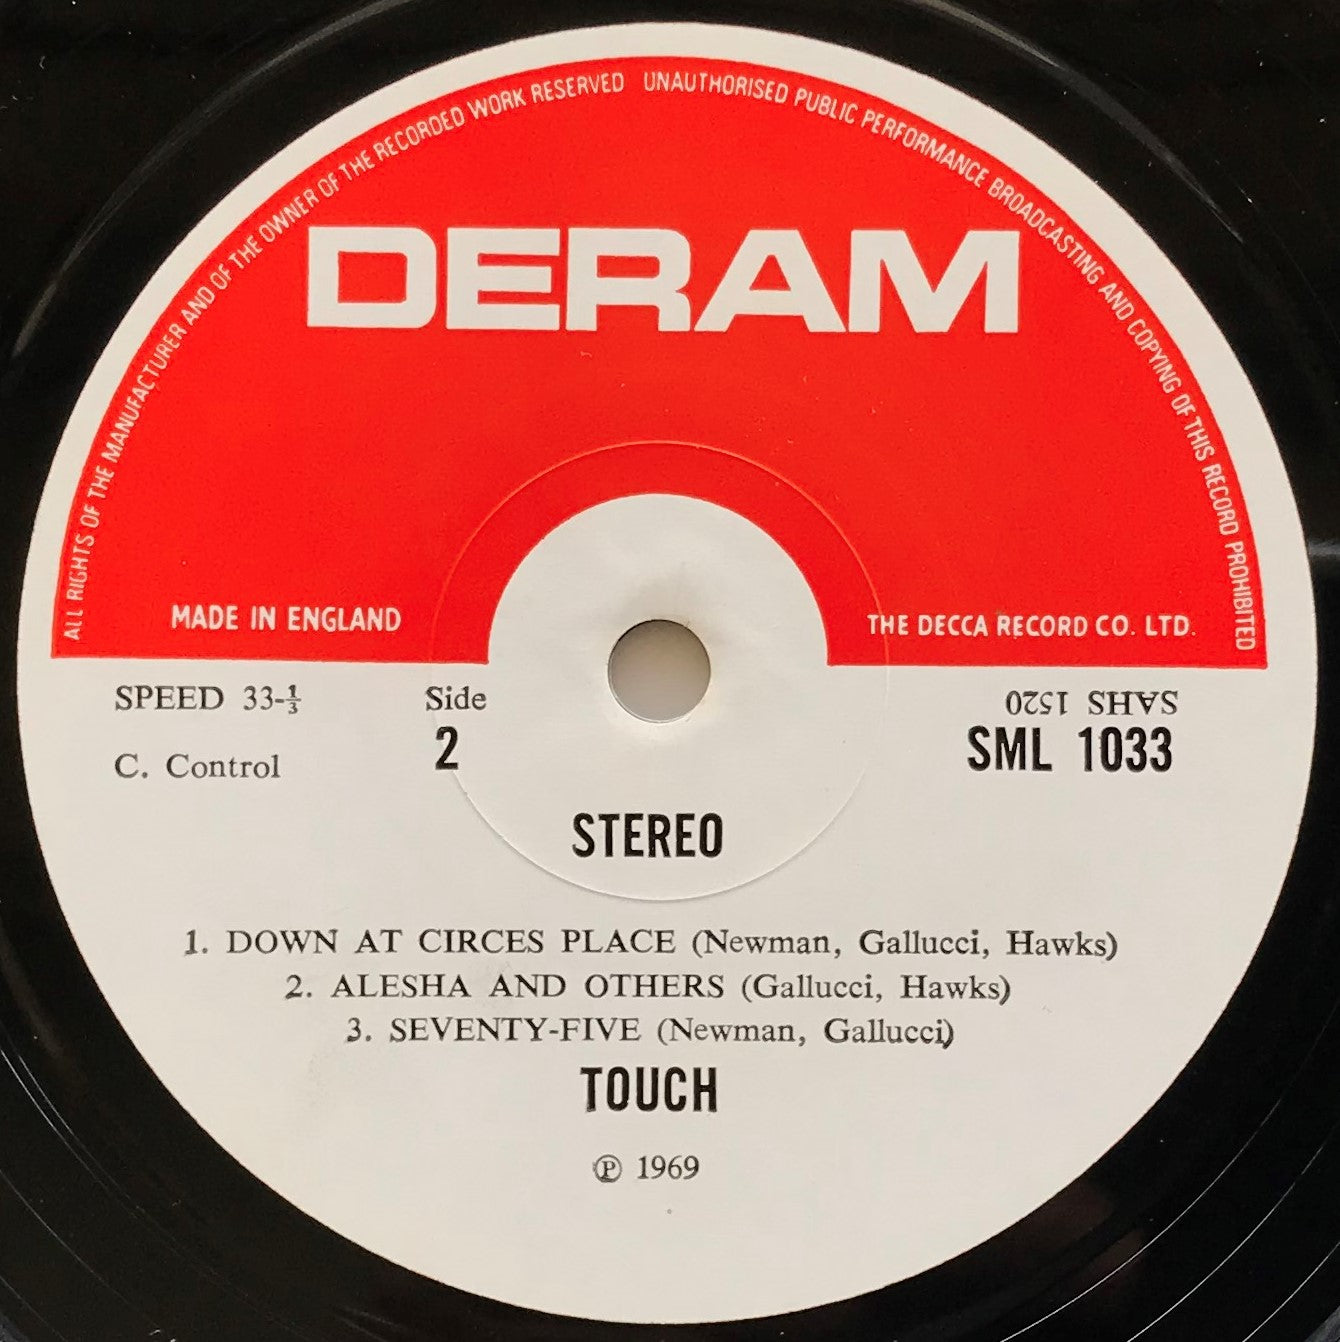 ALL RIGHTS OF THE MANUFACTURER AND OF THE OWNER OF THE RECORDED WORK RESERVED UNAUTHORISED PUBLIC PERFORMANCE BROADCASTING AND COPYING OF THIS RECORD PROHIBITED
DERAM
MADE IN ENGLAND
THE DECCA RECORD CO. LTD.
SPEED 33-⅓
Side
SAHS 1520
C. Control
2
SML 1033
STEREO
1. DOWN AT CIRCES PLACE (Newman, Gallucci, Hawks)
2. ALESHA AND OTHERS (Gallucci, Hawks)
3. SEVENTY-FIVE (Newman, Gallucci)
TOUCH
℗ 1969